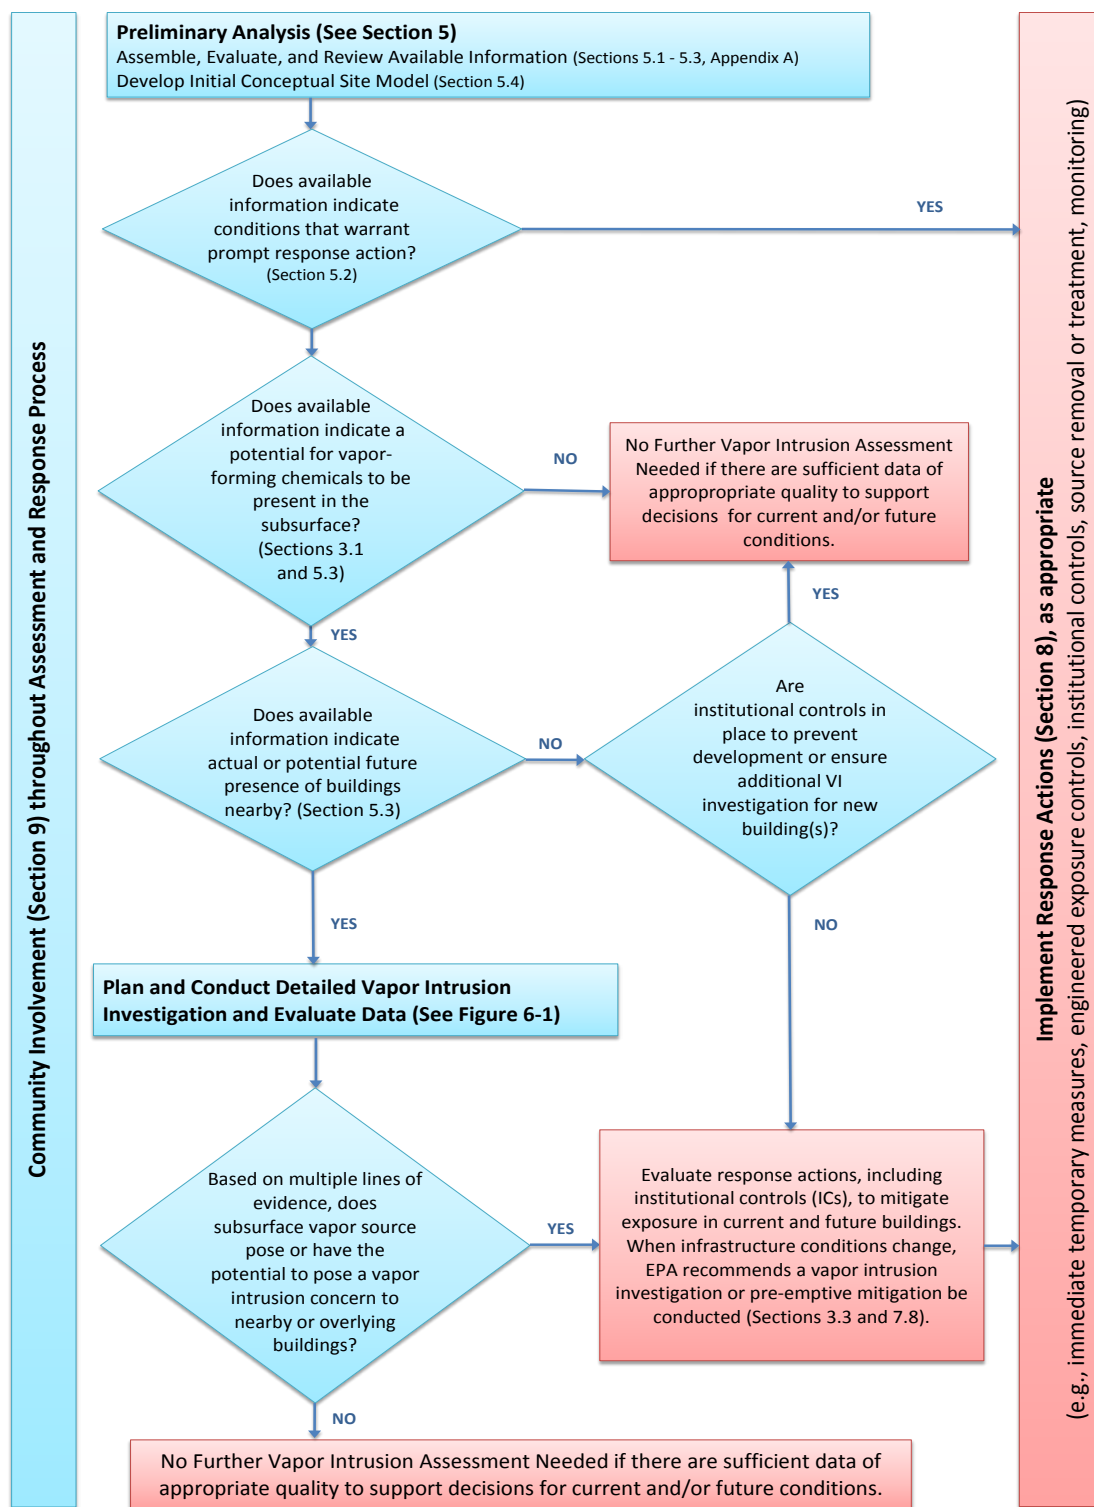 Community Involvement (Section 9) throughout Assessment and Response Process
Preliminary Analysis (See Section 5)
Assemble, Evaluate, and Review Available Information (Sections 5.1 - 5.3, Appendix A)
Develop Initial Conceptual Site Model (Section 5.4)
Does available
information indicate
conditions that warrant
prompt response action?
(Section 5.2)
YES
Does available
information indicate a
potential for vapor-
forming chemicals to be
present in the
subsurface?
(Sections 3.1
and 5.3)
NO
No Further Vapor Intrusion Assessment
Needed if there are sufficient data of
appropropriate quality to support
decisions for current and/or future
conditions.
YES
YES
Does available
information indicate
actual or potential future
presence of buildings
nearby? (Section 5.3)
NO
Are
institutional controls in
place to prevent
development or ensure
additional VI
investigation for new
building(s)?
YES
NO
Plan and Conduct Detailed Vapor Intrusion
Investigation and Evaluate Data (See Figure 6-1)
Based on multiple lines of
evidence, does
subsurface vapor source
pose or have the
potential to pose a vapor
intrusion concern to
nearby or overlying
buildings?
YES
Evaluate response actions, including
institutional controls (ICs), to mitigate
exposure in current and future buildings.
When infrastructure conditions change,
EPA recommends a vapor intrusion
investigation or pre-emptive mitigation be
conducted (Sections 3.3 and 7.8).
NO
No Further Vapor Intrusion Assessment Needed if there are sufficient data of
appropriate quality to support decisions for current and/or future conditions.
Implement Response Actions (Section 8), as appropriate
(e.g., immediate temporary measures, engineered exposure controls, institutional controls, source removal or treatment, monitoring)